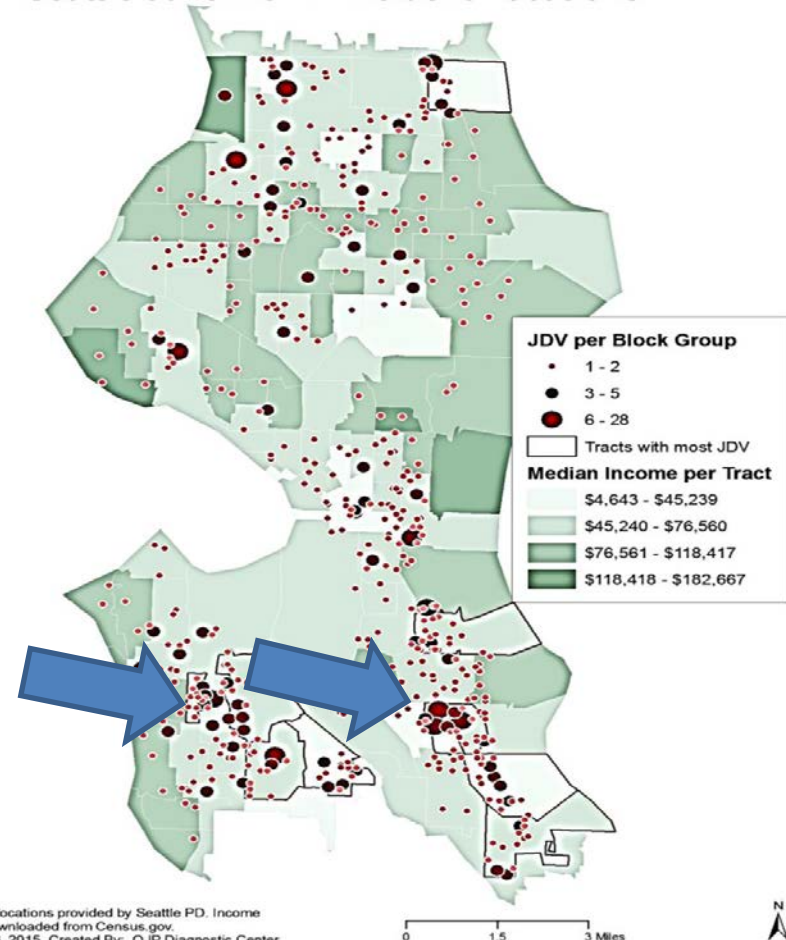 JDV per Block Group
1 - 2
3 - 5
6 - 28
Tracts with most JDV
Median Income per Tract
$4,643 - $45,239
$45,240 - $76,560
$76,561 - $118,417
$118,418 - $182,667
ocations provided by Seattle PD. Income
wnloaded from Census.gov.
2015. Created By: OJP Diagnostic Center
0 1.5 3 Miles
N